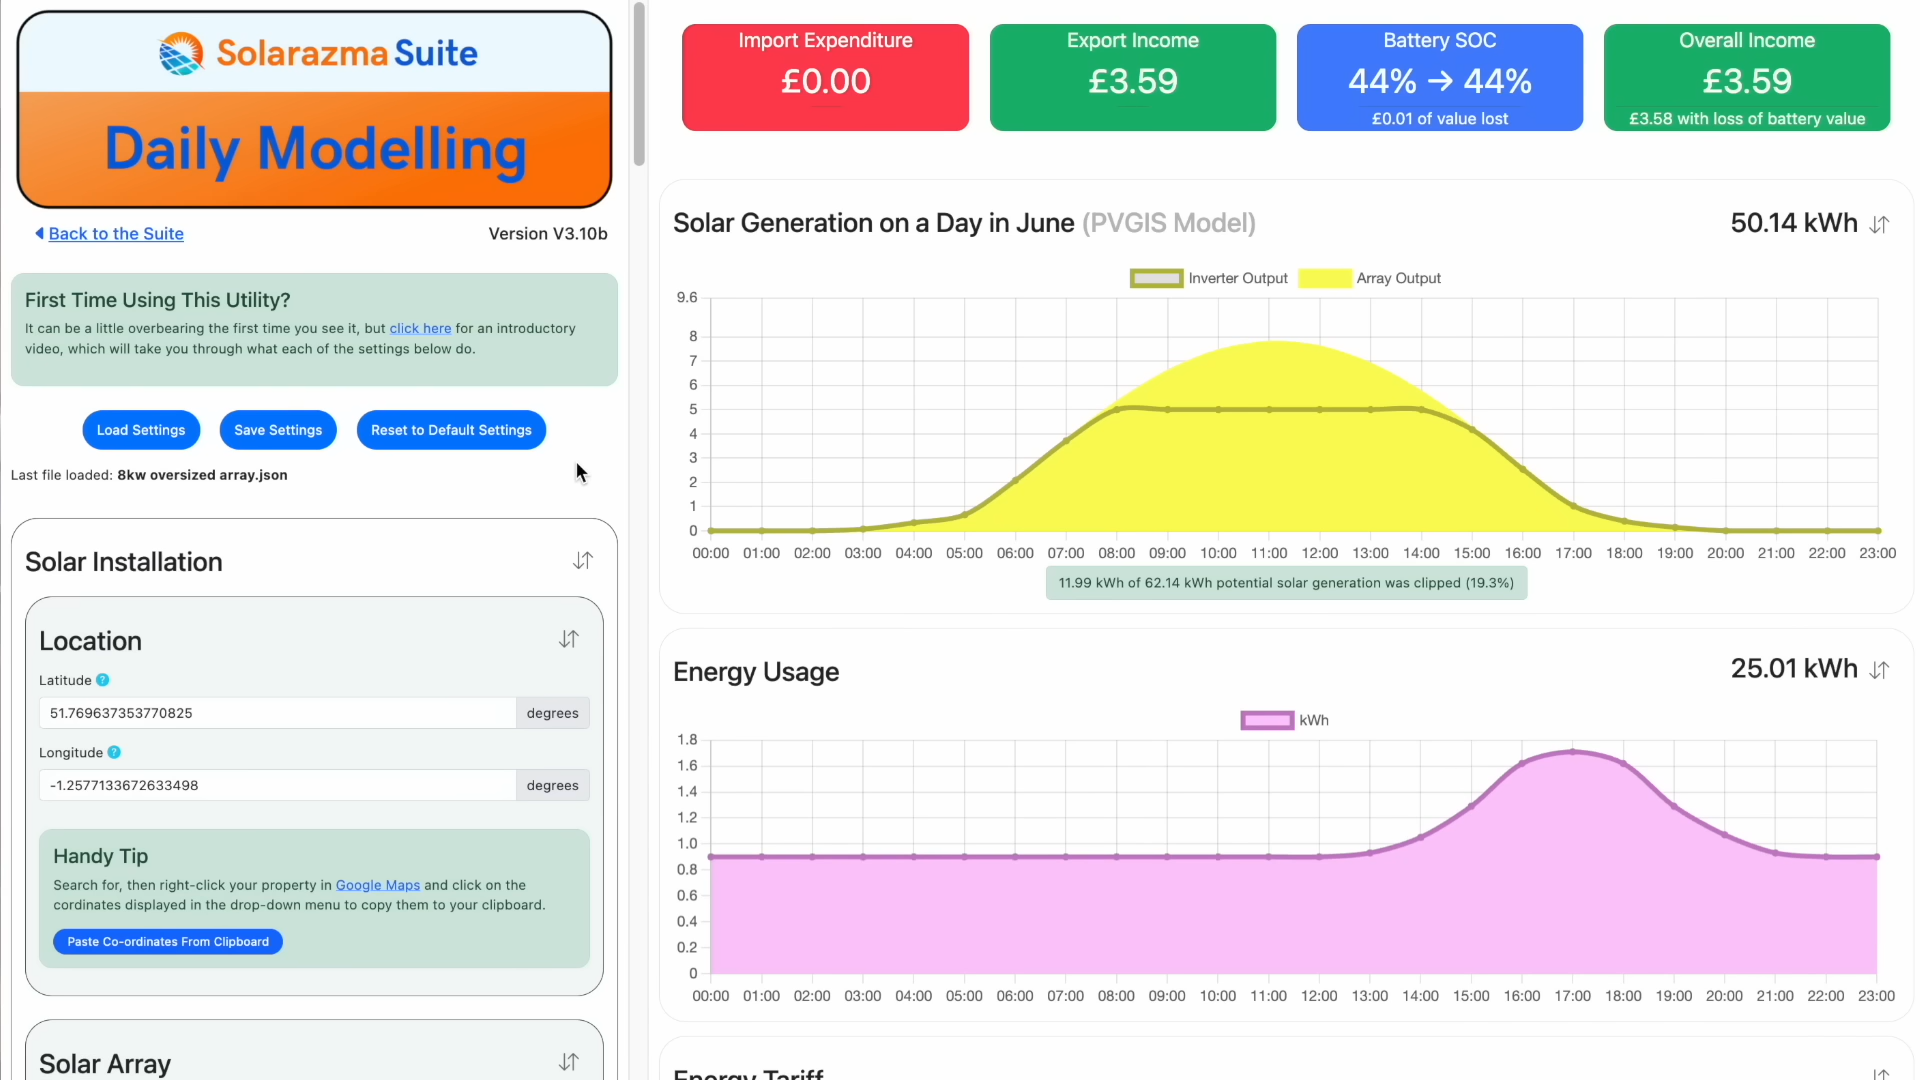 Solarazma Suite
Daily Modelling
Back to the Suite
Version V3.10b
First Time Using This Utility?
It can be a little overbearing the first time you see it, but click here for an introductory
video, which will take you through what each of the settings below do.
Load Settings
Save Settings
Reset to Default Settings
Last file loaded: 8kw oversized array.json
Solar Installation
Location
Latitude ?
51.769637353770825
degrees
Longitude ?
-1.2577133672633498
degrees
Handy Tip
Search for, then right-click your property in Google Maps and click on the
cordinates displayed in the drop-down menu to copy them to your clipboard.
Paste Co-ordinates From Clipboard
Solar Array
Import Expenditure
£0.00
Export Income
£3.59
Battery SOC
44% → 44%
£0.01 of value lost
Overall Income
£3.59
£3.58 with loss of battery value
Solar Generation on a Day in June (PVGIS Model)
50.14 kWh
Inverter Output
Array Output
9.6
8
7
6
5
4
3
2
1
0
00:00 01:00 02:00 03:00 04:00 05:00 06:00 07:00 08:00 09:00 10:00 11:00 12:00 13:00 14:00 15:00 16:00 17:00 18:00 19:00 20:00 21:00 22:00 23:00
11.99 kWh of 62.14 kWh potential solar generation was clipped (19.3%)
Energy Usage
25.01 kWh
kWh
1.8
1.6
1.4
1.2
1.0
0.8
0.6
0.4
0.2
0
00:00 01:00 02:00 03:00 04:00 05:00 06:00 07:00 08:00 09:00 10:00 11:00 12:00 13:00 14:00 15:00 16:00 17:00 18:00 19:00 20:00 21:00 22:00 23:00
Energy Tariff